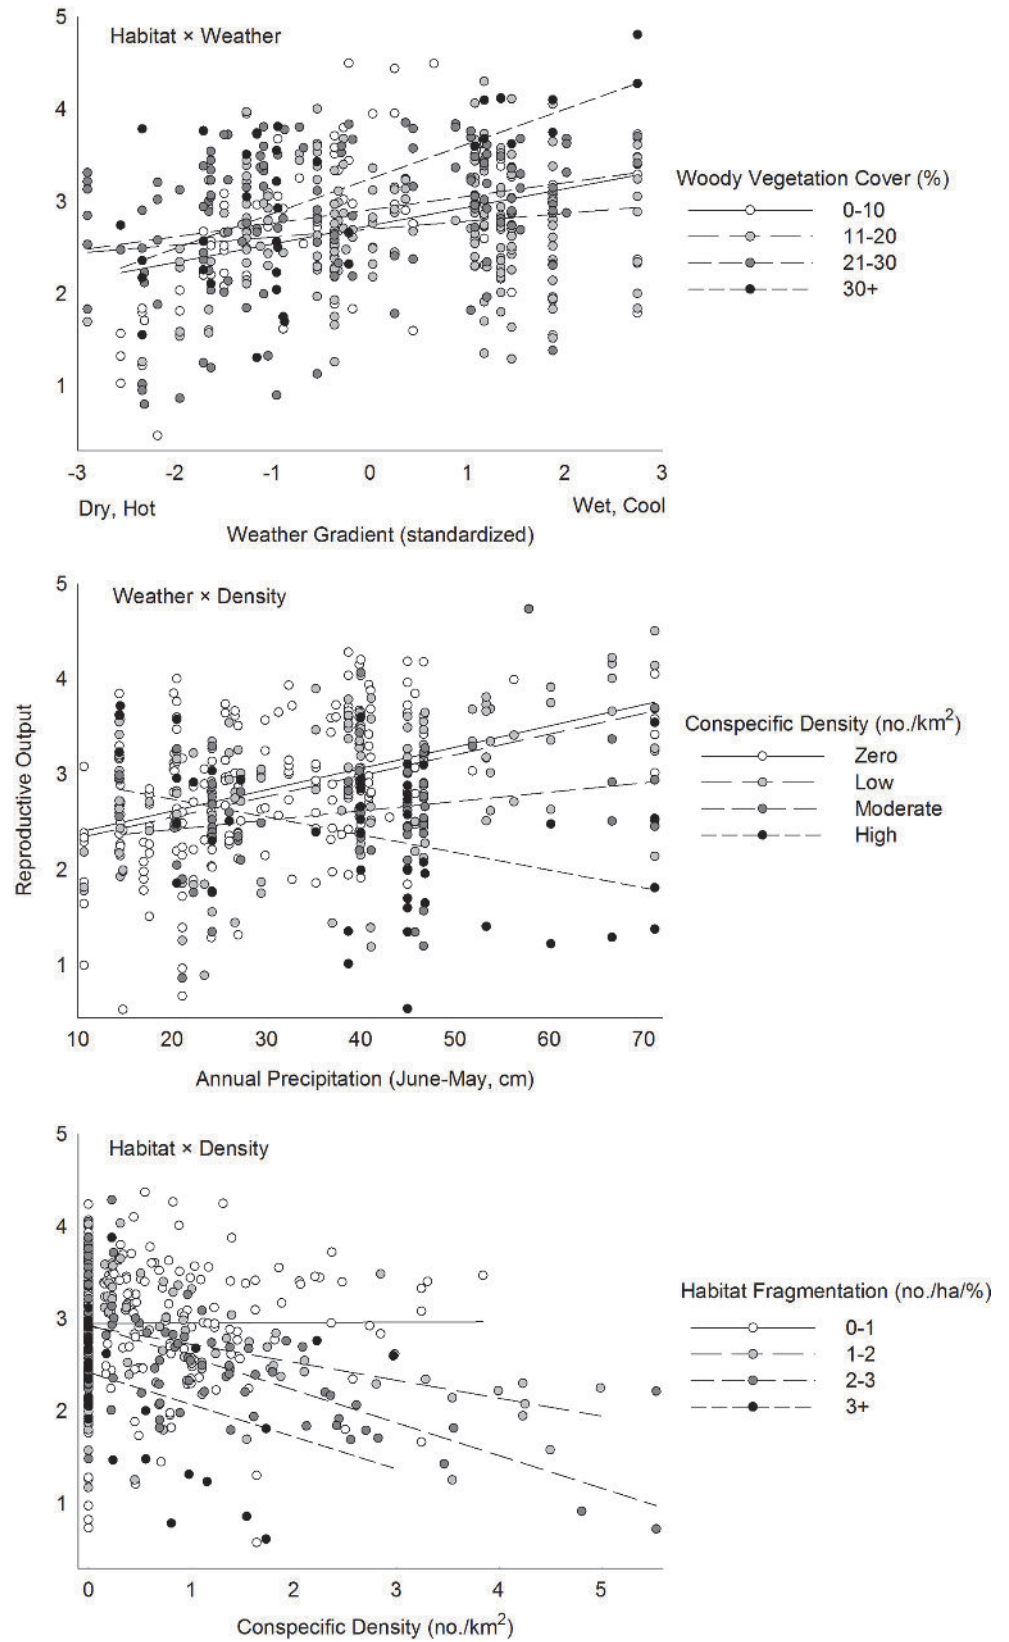 5
Habitat × Weather
4
3
2
1
Woody Vegetation Cover (%)
0-10
11-20
21-30
30+
-3 -2 -1 0 1 2 3
Dry, Hot Wet, Cool
Weather Gradient (standardized)
5
Weather × Density
4
3
2
1
Reproductive Output
Conspecific Density (no./km²)
Zero
Low
Moderate
High
10 20 30 40 50 60 70
Annual Precipitation (June-May, cm)
5
Habitat × Density
4
3
2
1
Habitat Fragmentation (no./ha/%)
0-1
1-2
2-3
3+
0 1 2 3 4 5
Conspecific Density (no./km²)